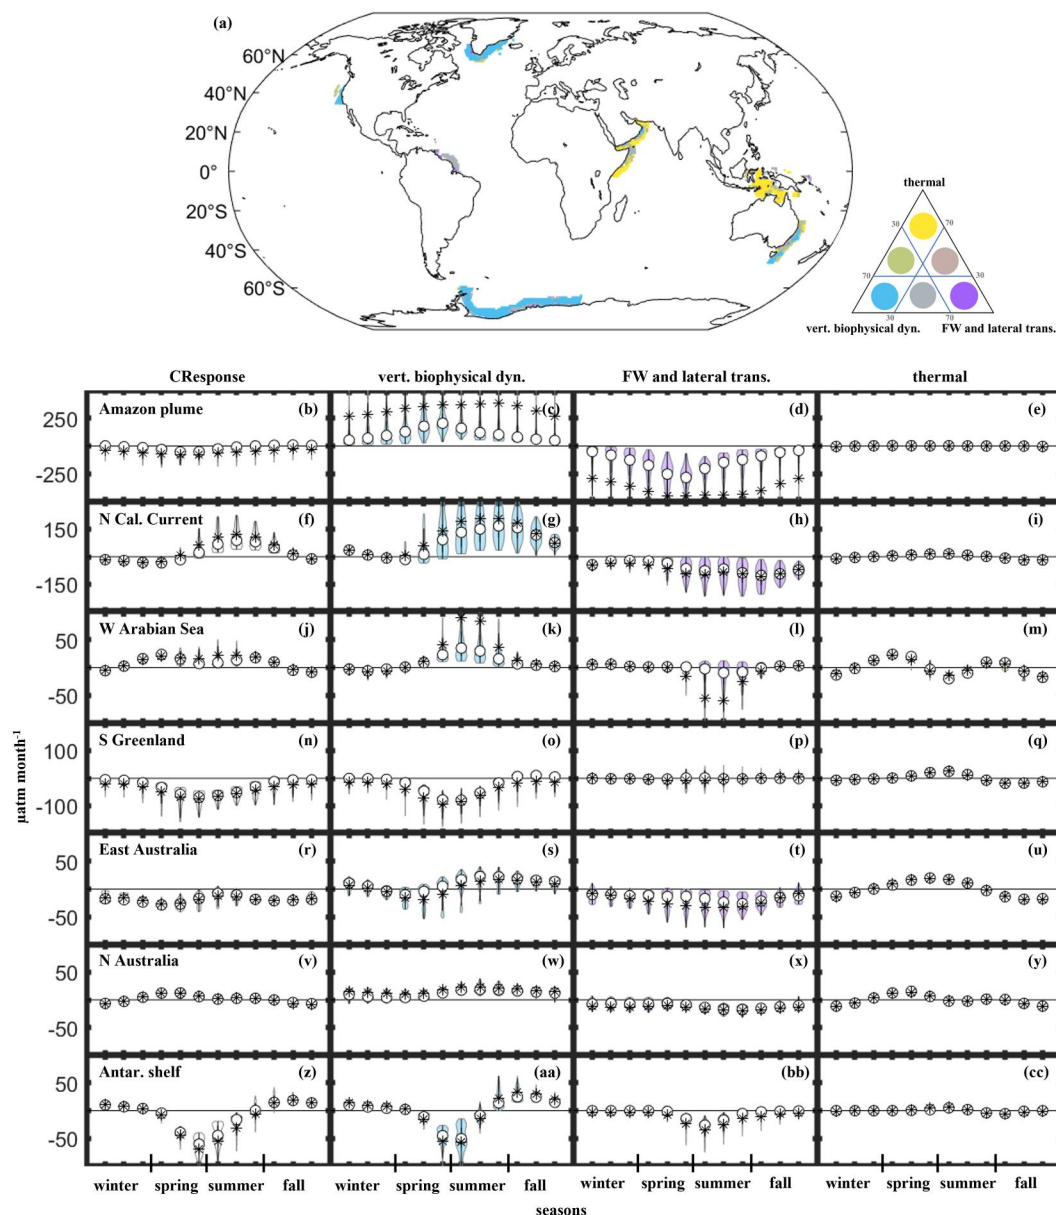 (a)
60°N
40°N
20°N
0°
20°S
40°S
60°S
thermal
30 70
70 30
30 70
vert. biophysical dyn. FW and lateral trans.
CResponse vert. biophysical dyn. FW and lateral trans. thermal
Amazon plume (b) (c) (d) (e)
250
-250
N Cal. Current (f) (g) (h) (i)
150
-150
W Arabian Sea (j) (k) (l) (m)
50
-50
S Greenland (n) (o) (p) (q)
100
-100
East Australia (r) (s) (t) (u)
50
-50
N Australia (v) (w) (x) (y)
50
-50
Antar. shelf (z) (aa) (bb) (cc)
50
-50
µatm month⁻¹
winter spring summer fall winter spring summer fall winter spring summer fall winter spring summer fall
seasons